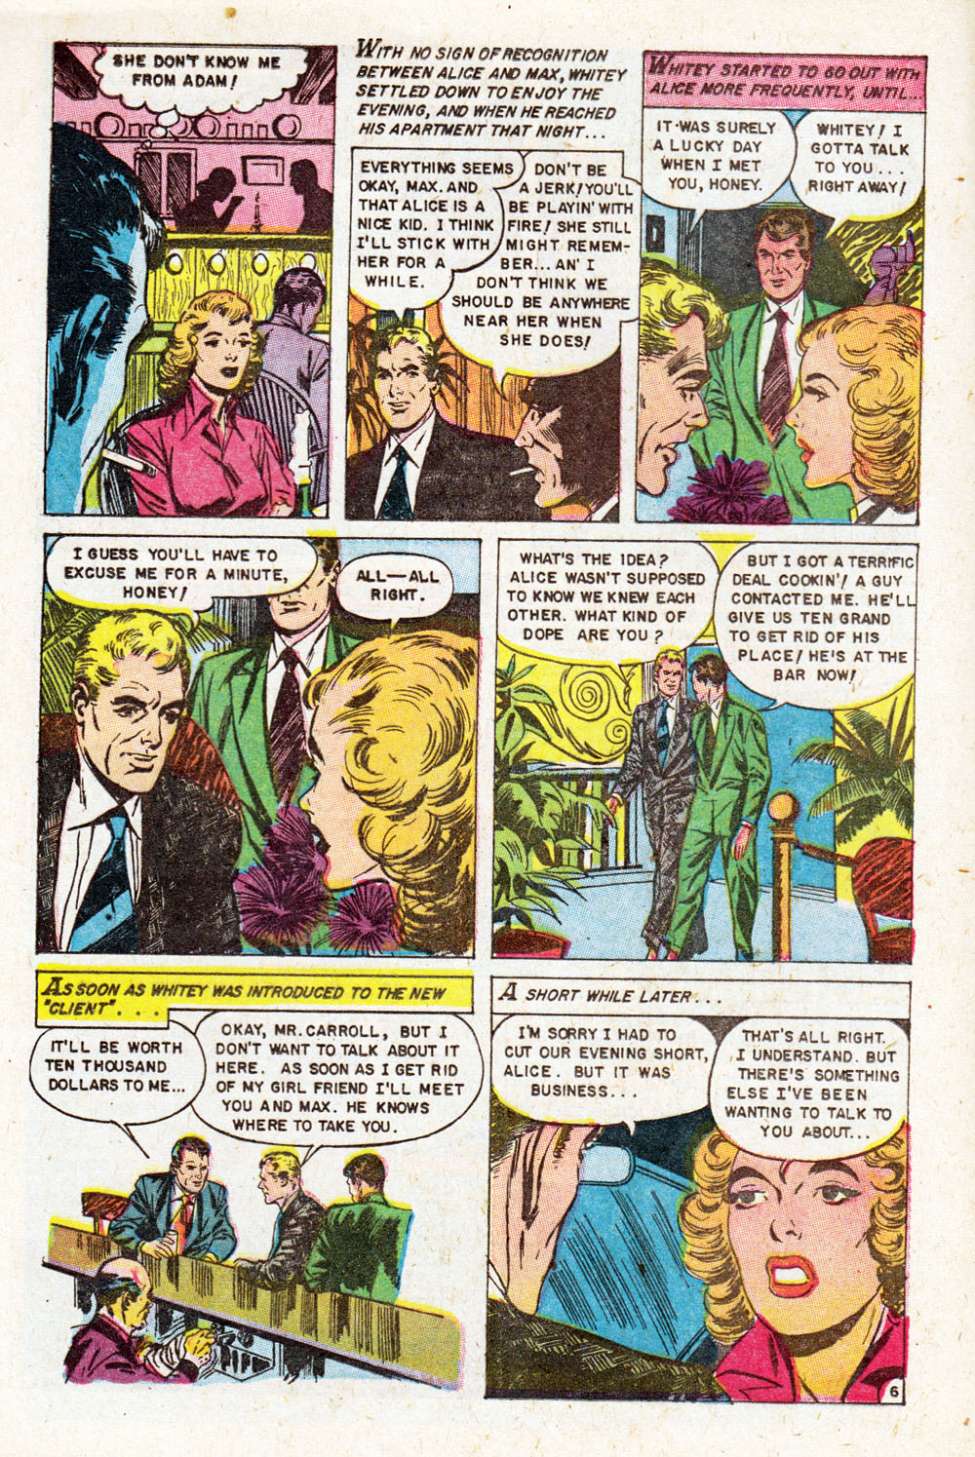 SHE DON'T KNOW ME
FROM ADAM!
WITH NO SIGN OF RECOGNITION
BETWEEN ALICE AND MAX, WHITEY
SETTLED DOWN TO ENJOY THE
EVENING, AND WHEN HE REACHED
HIS APARTMENT THAT NIGHT...
EVERYTHING SEEMS
OKAY, MAX. AND
THAT ALICE IS A
NICE KID. I THINK
I'LL STICK WITH
HER FOR A
WHILE.
DON'T BE
A JERK! YOU'LL
BE PLAYIN' WITH
FIRE! SHE STILL
MIGHT REMEM-
BER... AN' I
DON'T THINK WE
SHOULD BE ANYWHERE
NEAR HER WHEN
SHE DOES!
WHITEY STARTED TO GO OUT WITH
ALICE MORE FREQUENTLY, UNTIL...
IT WAS SURELY
A LUCKY DAY
WHEN I MET
YOU, HONEY.
WHITEY! I
GOTTA TALK
TO YOU...
RIGHT AWAY!
I GUESS YOU'LL HAVE TO
EXCUSE ME FOR A MINUTE,
HONEY!
ALL—ALL
RIGHT.
WHAT'S THE IDEA?
ALICE WASN'T SUPPOSED
TO KNOW WE KNEW EACH
OTHER. WHAT KIND OF
DOPE ARE YOU?
BUT I GOT A TERRIFIC
DEAL COOKIN'! A GUY
CONTACTED ME. HE'LL
GIVE US TEN GRAND
TO GET RID OF HIS
PLACE! HE'S AT THE
BAR NOW!
AS SOON AS WHITEY WAS INTRODUCED TO THE NEW
"CLIENT"...
IT'LL BE WORTH
TEN THOUSAND
DOLLARS TO ME...
OKAY, MR. CARROLL, BUT I
DON'T WANT TO TALK ABOUT IT
HERE. AS SOON AS I GET RID
OF MY GIRL FRIEND I'LL MEET
YOU AND MAX. HE KNOWS
WHERE TO TAKE YOU.
A SHORT WHILE LATER...
I'M SORRY I HAD TO
CUT OUR EVENING SHORT,
ALICE. BUT IT WAS
BUSINESS...
THAT'S ALL RIGHT.
I UNDERSTAND. BUT
THERE'S SOMETHING
ELSE I'VE BEEN
WANTING TO TALK TO
YOU ABOUT...
6